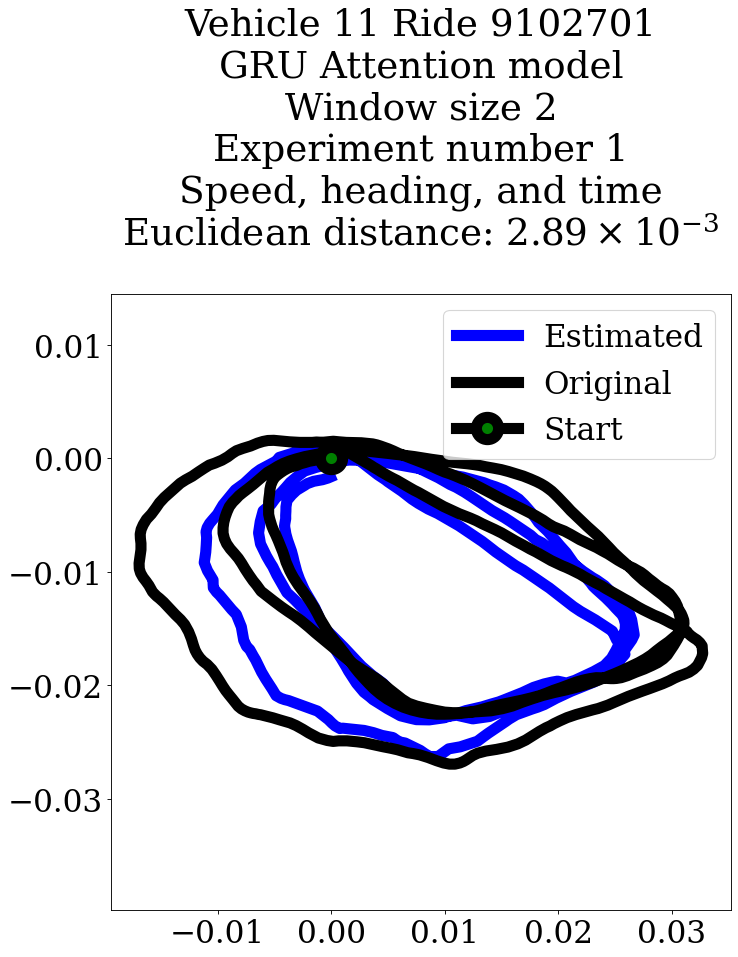 Vehicle 11 Ride 9102701
GRU Attention model
Window size 2
Experiment number 1
Speed, heading, and time
Euclidean distance: 2.89 × 10⁻³
Estimated
Original
Start
0.01
0.00
−0.01
−0.02
−0.03
−0.01 0.00 0.01 0.02 0.03